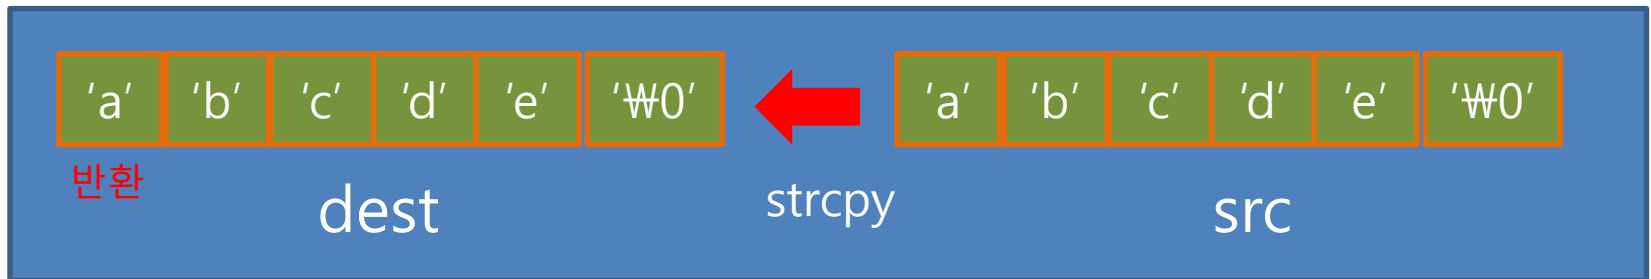 ‘a’ ‘b’ ‘c’ ‘d’ ‘e’ ‘₩0’ ‘a’ ‘b’ ‘c’ ‘d’ ‘e’ ‘₩0’
반환
dest strcpy src